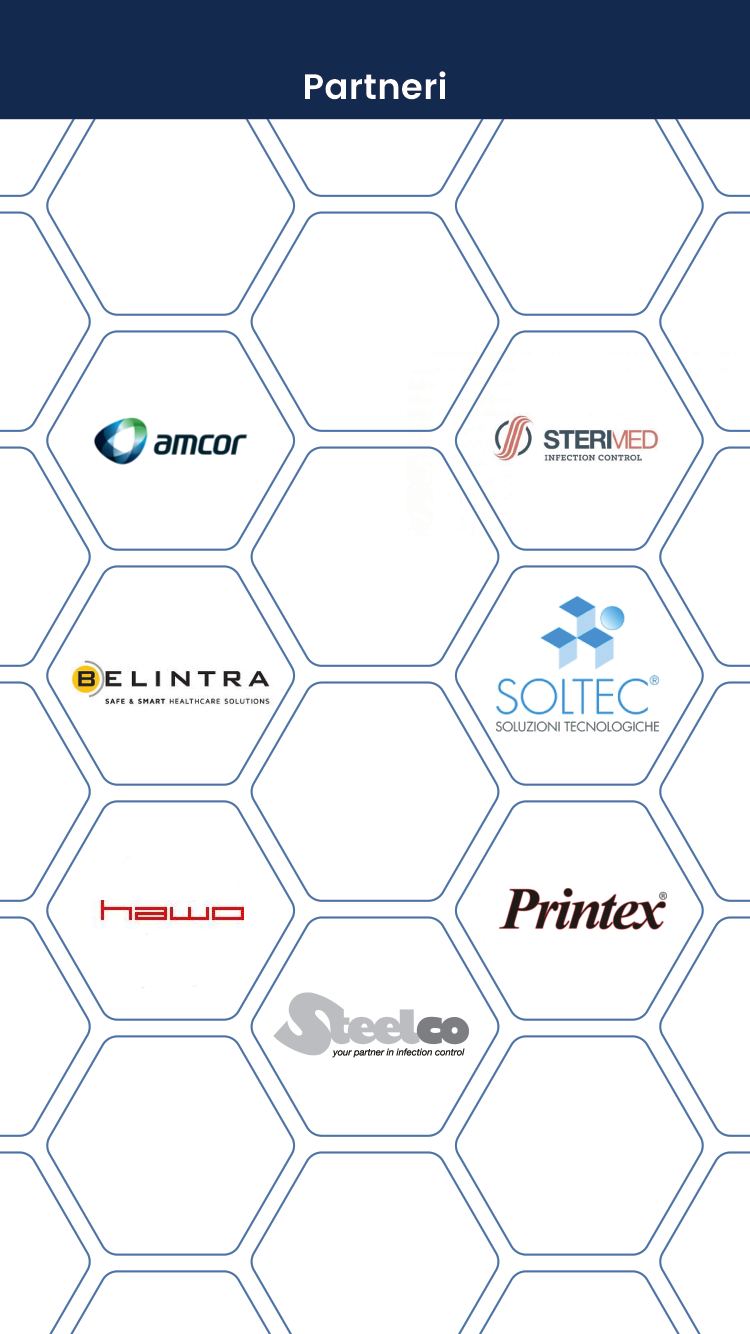 Partneri
amcor
STERIMED
INFECTION CONTROL
BELINTRA
SAFE & SMART HEALTHCARE SOLUTIONS
SOLTEC®
SOLUZIONI TECNOLOGICHE
hawo
Printex®
Steelco
your partner in infection control